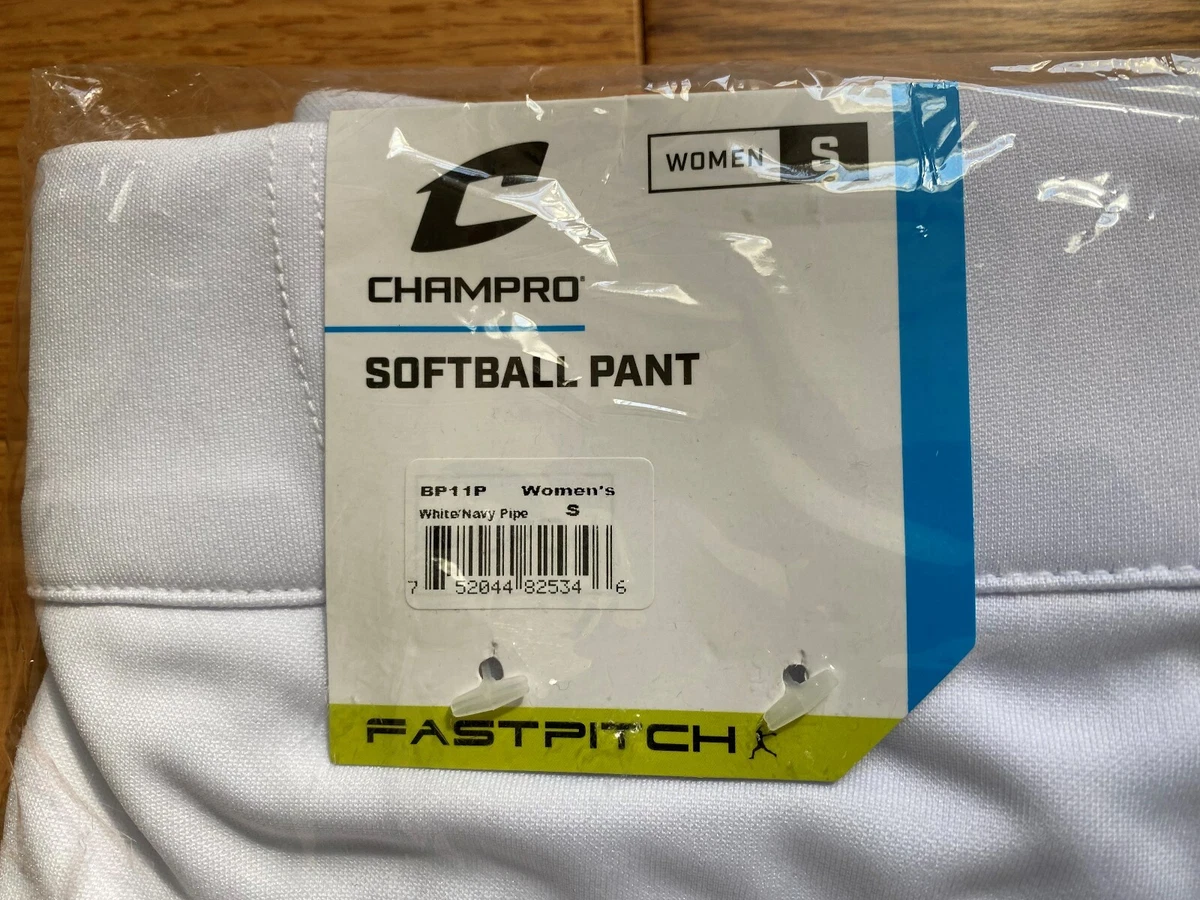 WOMEN S
CHAMPRO®
SOFTBALL PANT
BP11P Women's
White/Navy Pipe S
7 52044 82534 6
FASTPITCH